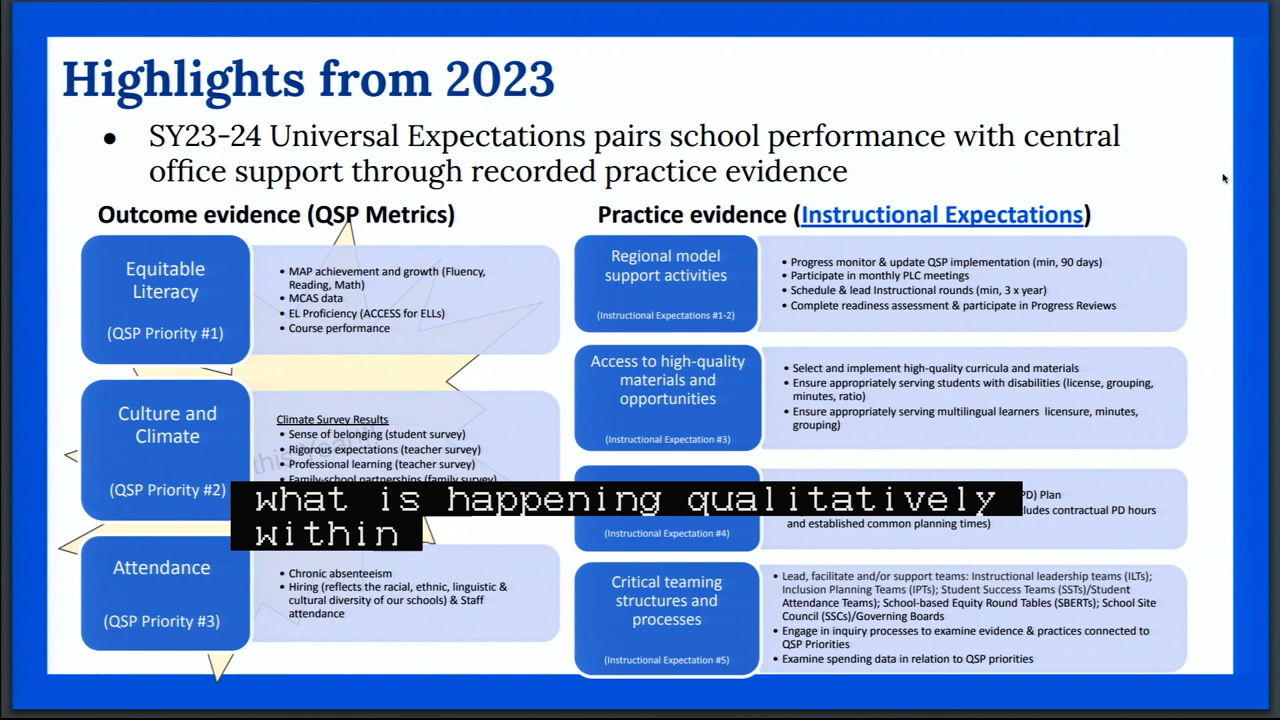 Highlights from 2023
● SY23-24 Universal Expectations pairs school performance with central
office support through recorded practice evidence
Outcome evidence (QSP Metrics)
Equitable
Literacy
(QSP Priority #1)
• MAP achievement and growth (Fluency,
Reading, Math)
• MCAS data
• EL Proficiency (ACCESS for ELLs)
• Course performance
Culture and
Climate
(QSP Priority #2)
Climate Survey Results
• Sense of belonging (student survey)
• Rigorous expectations (teacher survey)
• Professional learning (teacher survey)
• Family-school partnerships (family survey)
this year
Attendance
(QSP Priority #3)
• Chronic absenteeism
• Hiring (reflects the racial, ethnic, linguistic &
cultural diversity of our schools) & Staff
attendance
Practice evidence (Instructional Expectations)
Regional model
support activities
(Instructional Expectations #1-2)
• Progress monitor & update QSP implementation (min, 90 days)
• Participate in monthly PLC meetings
• Schedule & lead Instructional rounds (min, 3 x year)
• Complete readiness assessment & participate in Progress Reviews
Access to high-quality
materials and
opportunities
(Instructional Expectation #3)
• Select and implement high-quality curricula and materials
• Ensure appropriately serving students with disabilities (license, grouping,
minutes, ratio)
• Ensure appropriately serving multilingual learners licensure, minutes,
grouping)
(Instructional Expectation #4)
PD) Plan
cludes contractual PD hours
and established common planning times)
Critical teaming
structures and
processes
(Instructional Expectation #5)
• Lead, facilitate and/or support teams: Instructional leadership teams (ILTs);
Inclusion Planning Teams (IPTs); Student Success Teams (SSTs)/Student
Attendance Teams); School-based Equity Round Tables (SBERTs); School Site
Council (SSCs)/Governing Boards
• Engage in inquiry processes to examine evidence & practices connected to
QSP Priorities
• Examine spending data in relation to QSP priorities
what is happening qualitatively
within